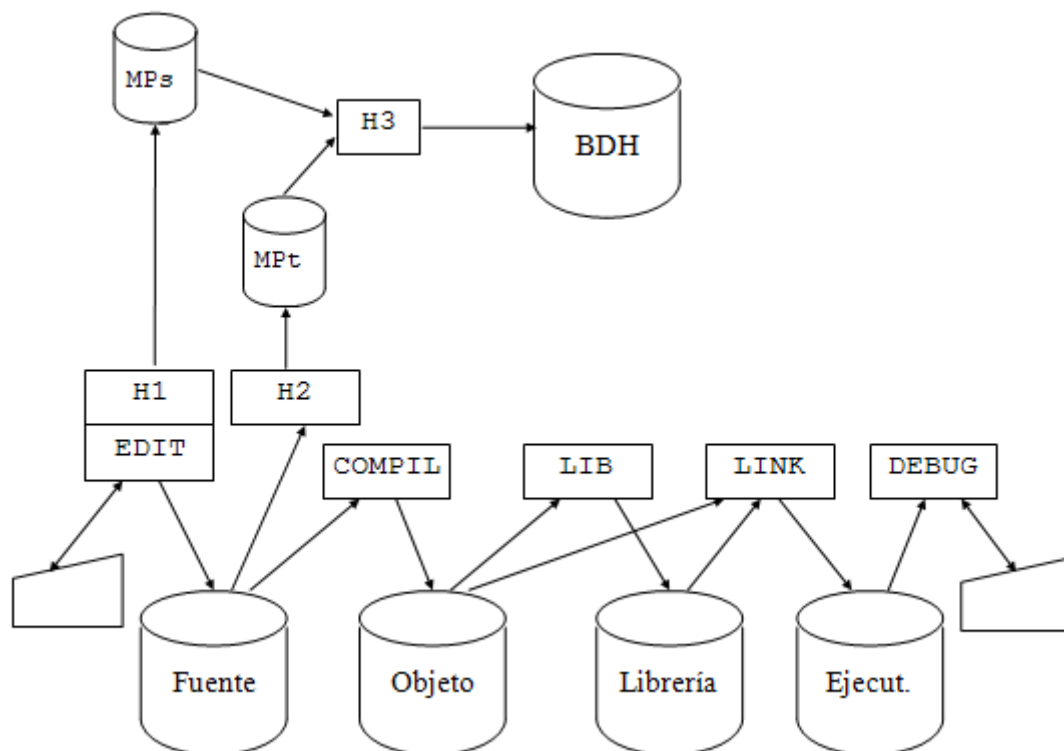 MPs
H3
BDH
MPt
H1
H2
EDIT
COMPIL
LIB
LINK
DEBUG
Fuente
Objeto
Librería
Ejecut.